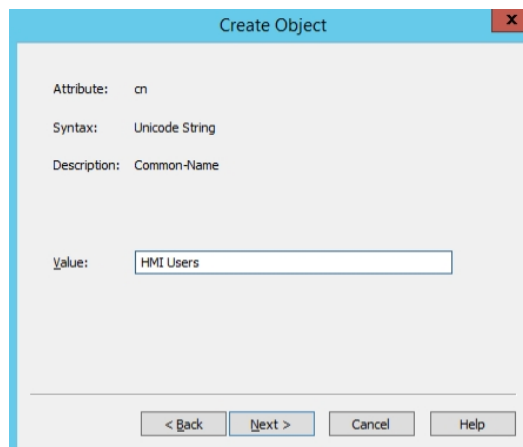 Create Object
x
Attribute: cn
Syntax: Unicode String
Description: Common-Name
Value: HMI Users
< Back Next > Cancel Help